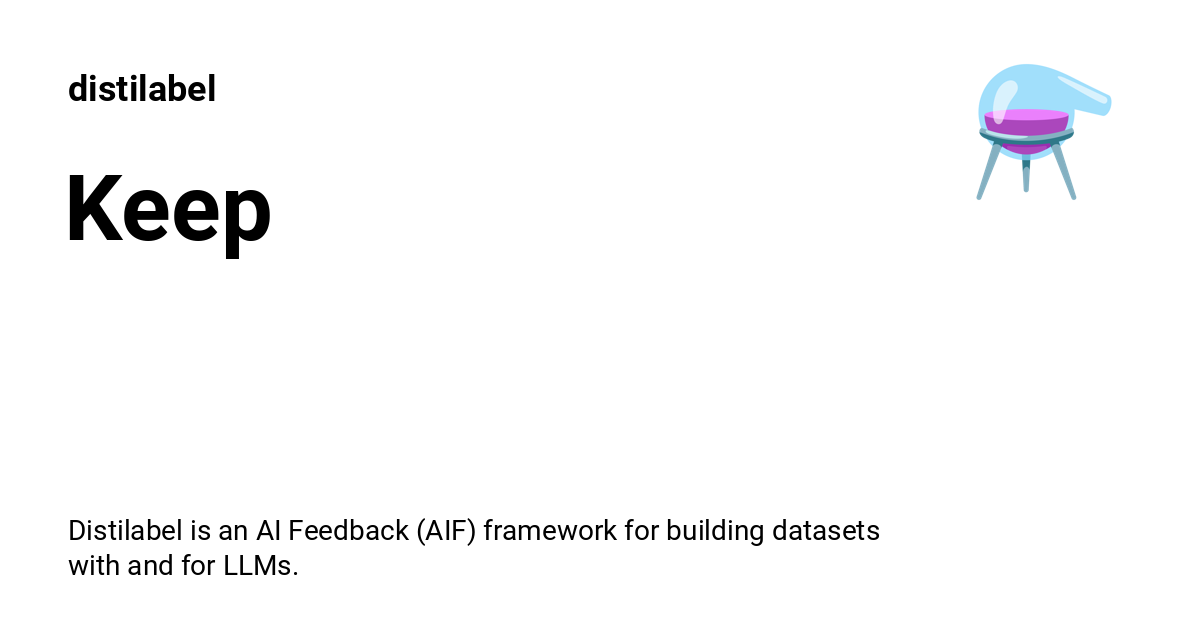 distilabel
Keep
Distilabel is an AI Feedback (AIF) framework for building datasets
with and for LLMs.